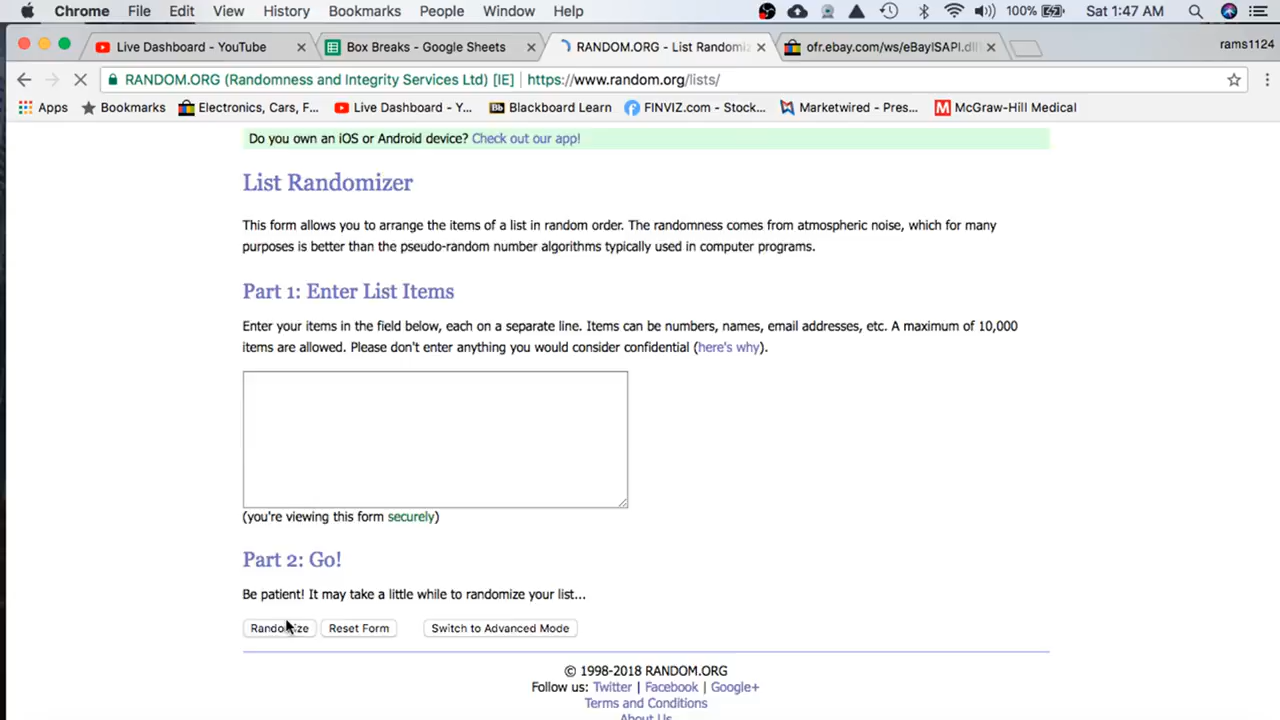 Chrome File Edit View History Bookmarks People Window Help 100% Sat 1:47 AM
Live Dashboard - YouTube Box Breaks - Google Sheets RANDOM.ORG - List Randomiz ofr.ebay.com/ws/eBayISAPI.dll rams1124
RANDOM.ORG (Randomness and Integrity Services Ltd) [IE] https://www.random.org/lists/
Apps Bookmarks Electronics, Cars, F... Live Dashboard - Y... Bb Blackboard Learn FINVIZ.com - Stock... Marketwired - Pres... M McGraw-Hill Medical
Do you own an iOS or Android device? Check out our app!
List Randomizer
This form allows you to arrange the items of a list in random order. The randomness comes from atmospheric noise, which for many
purposes is better than the pseudo-random number algorithms typically used in computer programs.
Part 1: Enter List Items
Enter your items in the field below, each on a separate line. Items can be numbers, names, email addresses, etc. A maximum of 10,000
items are allowed. Please don't enter anything you would consider confidential (here's why).
(you're viewing this form securely)
Part 2: Go!
Be patient! It may take a little while to randomize your list...
Randomize Reset Form Switch to Advanced Mode
© 1998-2018 RANDOM.ORG
Follow us: Twitter | Facebook | Google+
Terms and Conditions
About Us